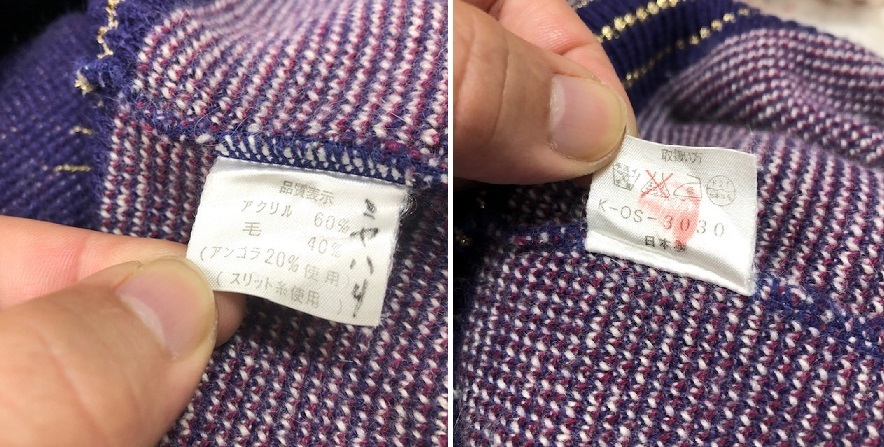 品質表示
アクリル 60%
毛 40%
(アンゴラ20%使用)
(スリット糸使用)
取扱い方
K-OS-3030
日本製